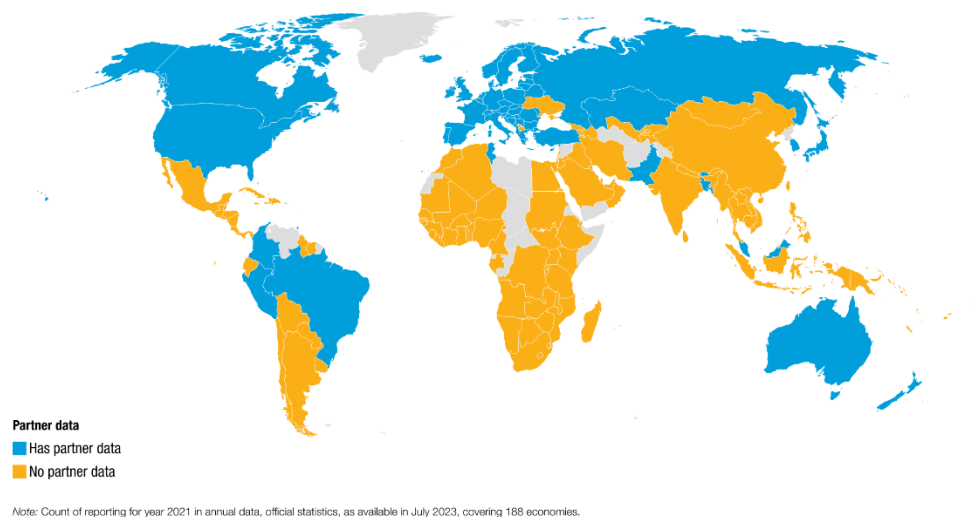 Partner data
Has partner data
No partner data
Note: Count of reporting for year 2021 in annual data, official statistics, as available in July 2023, covering 188 economies.